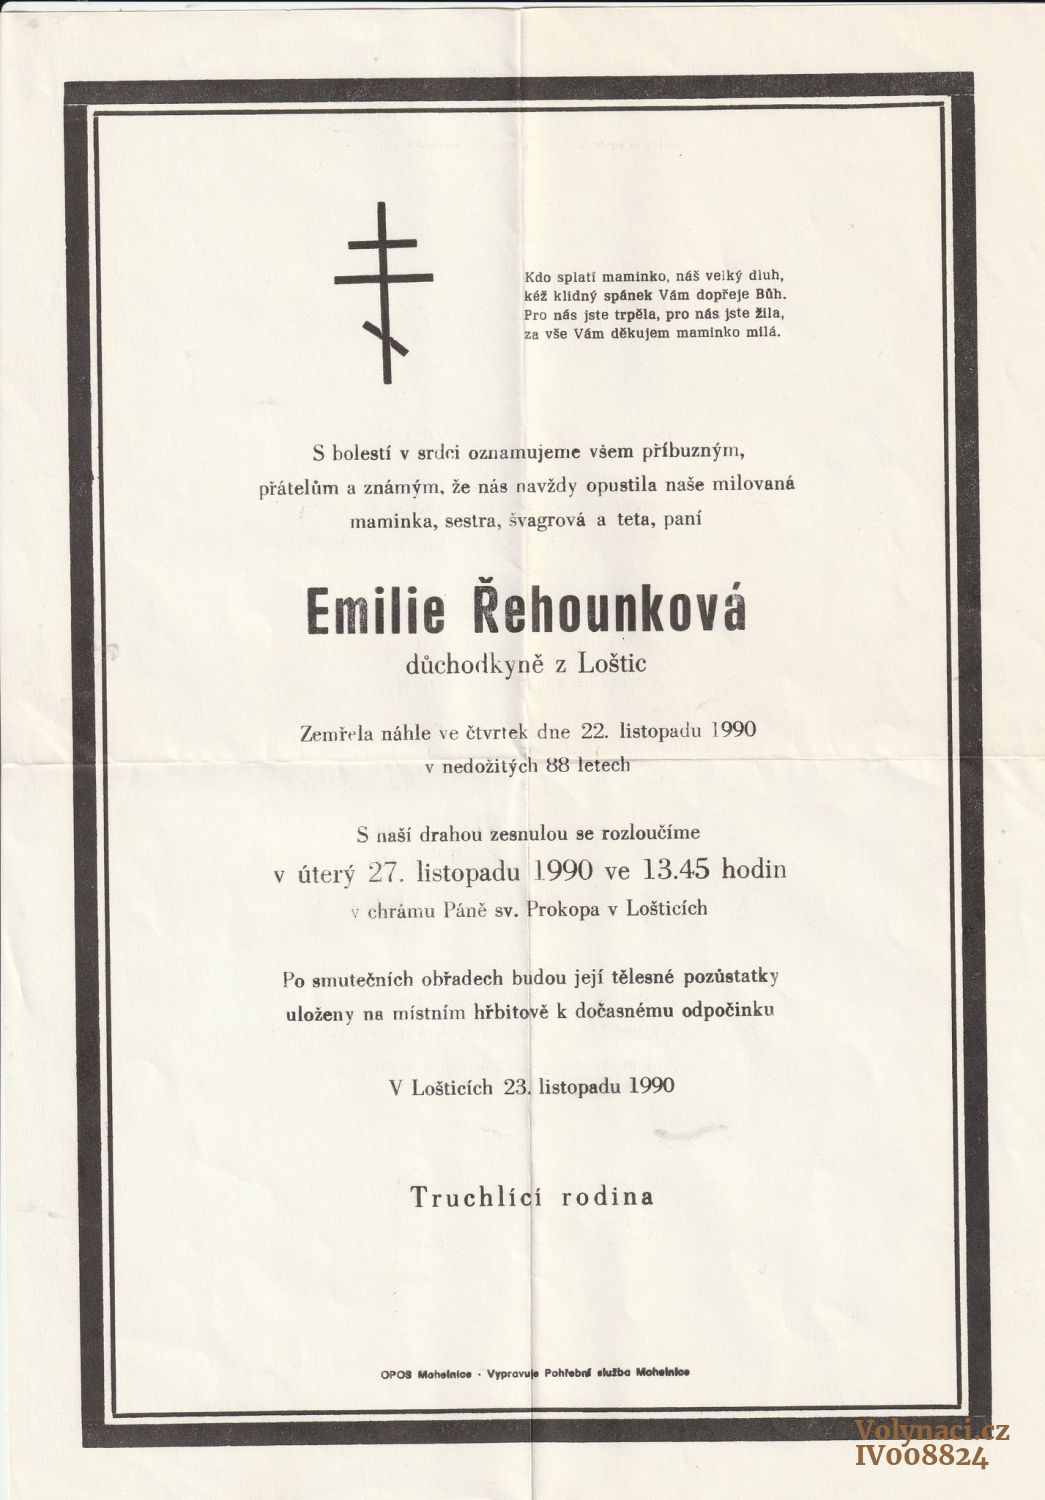 Kdo splatí maminko, náš velký dluh,
kéž klidný spánek Vám dopřeje Bůh.
Pro nás jste trpěla, pro nás jste žila,
za vše Vám děkujem maminko milá.
S bolestí v srdci oznamujeme všem příbuzným,
přátelům a známým, že nás navždy opustila naše milovaná
maminka, sestra, švagrová a teta, paní
Emilie Řehounková
důchodkyně z Loštic
Zemřela náhle ve čtvrtek dne 22. listopadu 1990
v nedožitých 88 letech
S naší drahou zesnulou se rozloučíme
v úterý 27. listopadu 1990 ve 13.45 hodin
v chrámu Páně sv. Prokopa v Lošticích
Po smutečních obřadech budou její tělesné pozůstatky
uloženy na místním hřbitově k dočasnému odpočinku
V Lošticích 23. listopadu 1990
Truchlící rodina
OPOS Mohelnice - Vypravuje Pohřební služba Mohelnice
Volynaci.cz
IV008824